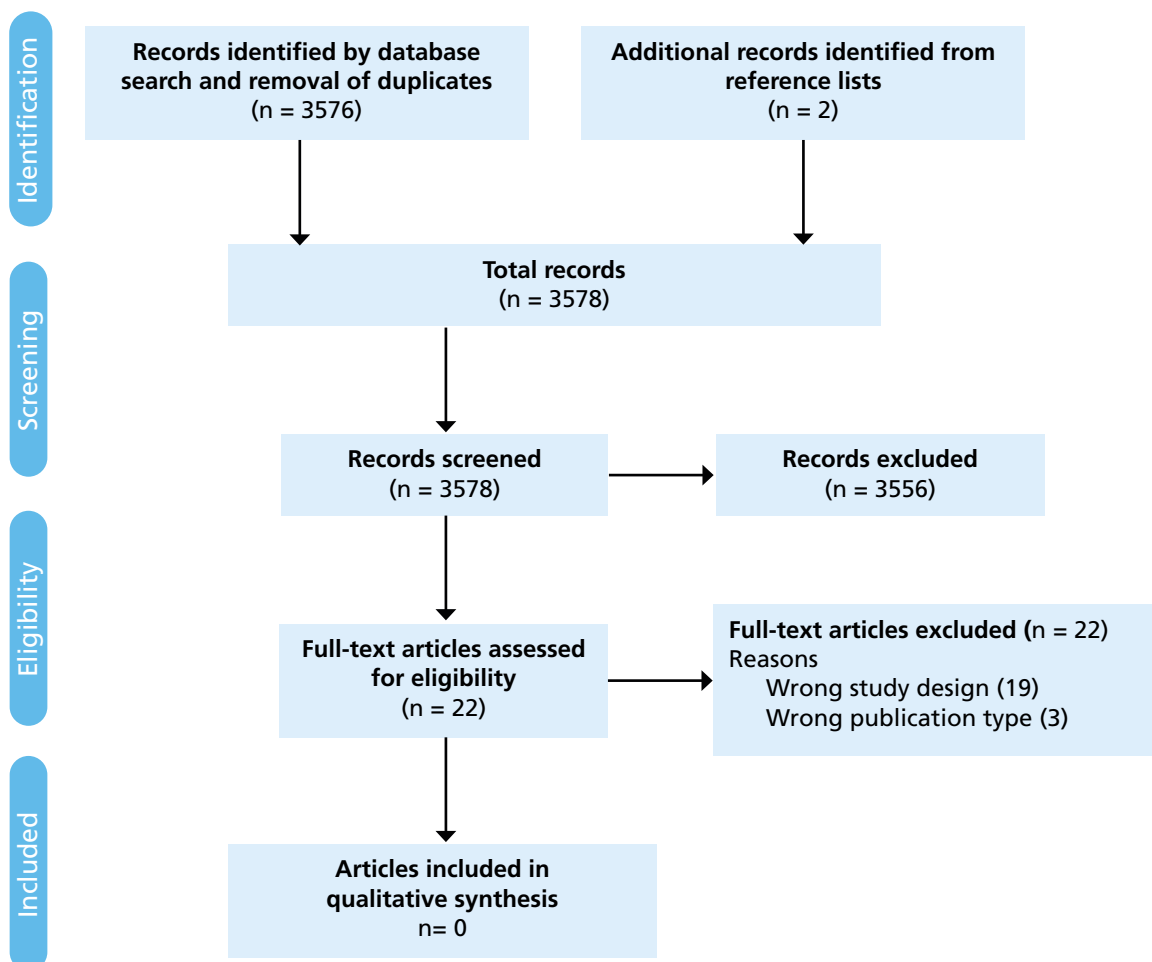 Identification
Records identified by database
search and removal of duplicates
(n = 3576)
Additional records identified from
reference lists
(n = 2)
Screening
Total records
(n = 3578)
Records screened
(n = 3578)
Records excluded
(n = 3556)
Eligibility
Full-text articles assessed
for eligibility
(n = 22)
Full-text articles excluded (n = 22)
Reasons
Wrong study design (19)
Wrong publication type (3)
Included
Articles included in
qualitative synthesis
n= 0